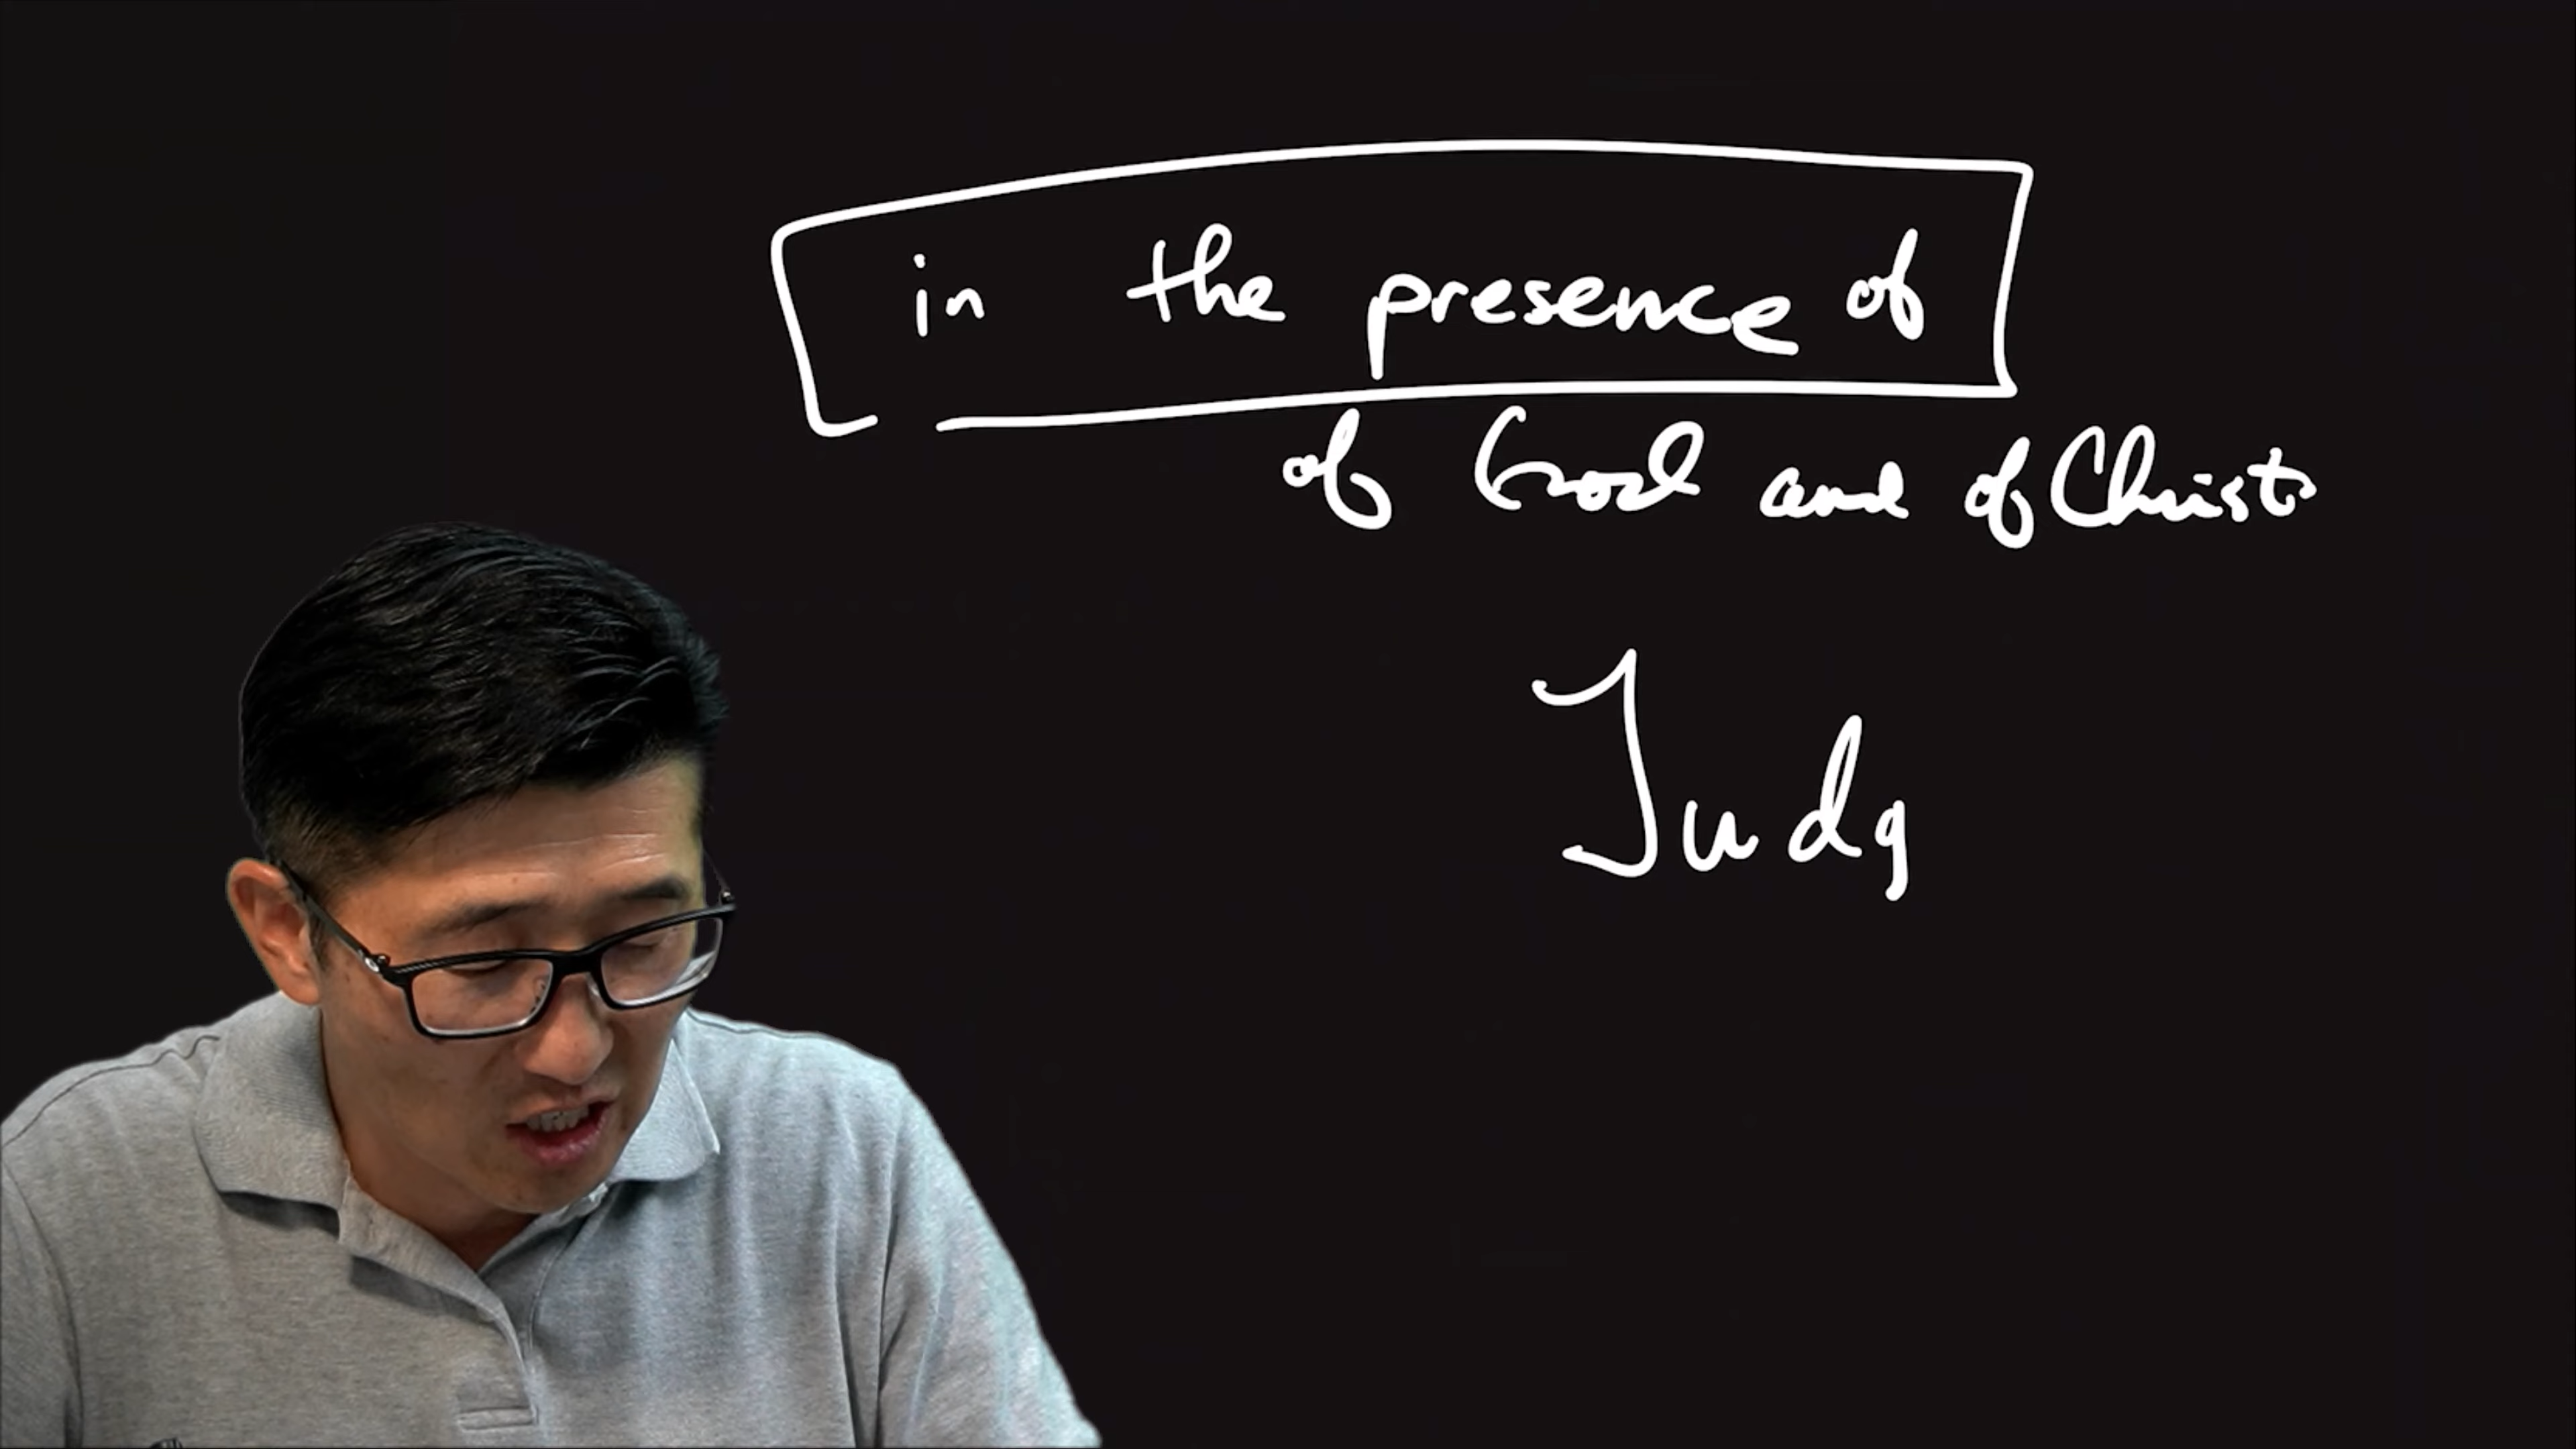 in the presence of
of God and of Christ
Judg